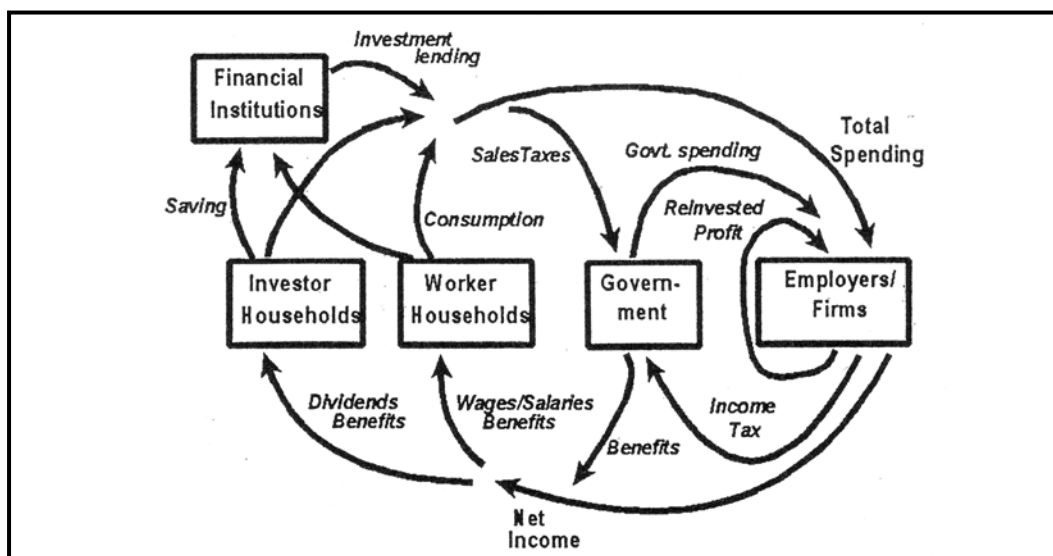 Investment
lending
Financial
Institutions
Total
Spending
SalesTaxes
Govt. spending
Saving
Consumption
Reinvested
Profit
Investor
Households
Worker
Households
Govern-
ment
Employers/
Firms
Dividends
Benefits
Wages/Salaries
Benefits
Benefits
Income
Tax
Net
Income